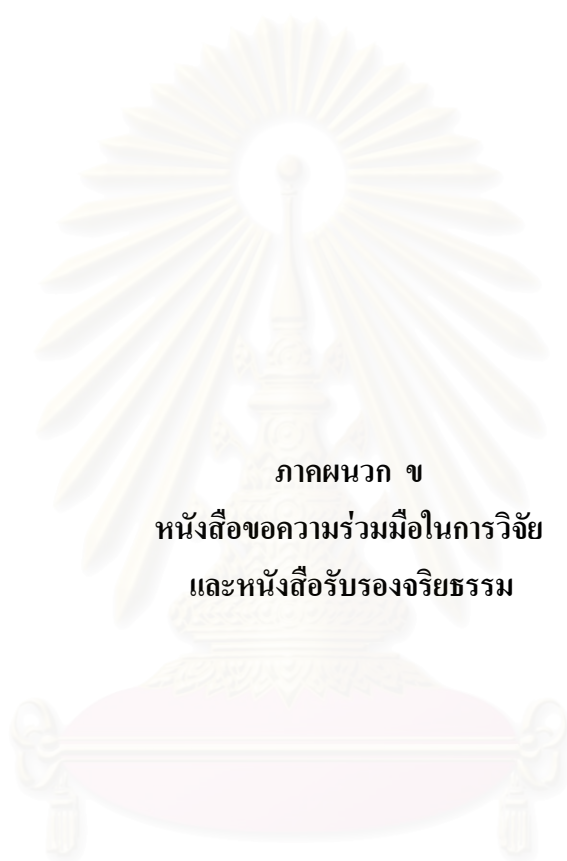 ภาคผนวก ข
หนังสือขอความร่วมมือในการวิจัย
และหนังสือรับรองจริยธรรม